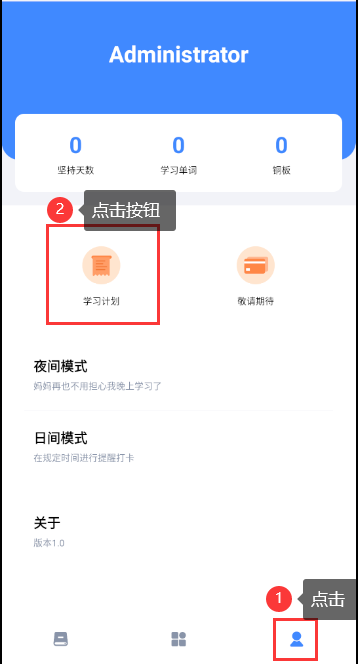 Administrator
0 0 0
坚持天数 学习单词 铜板
2 点击按钮
学习计划 敬请期待
夜间模式
妈妈再也不用担心我晚上学习了
日间模式
在规定时间进行提醒打卡
关于
版本1.0
1 点击